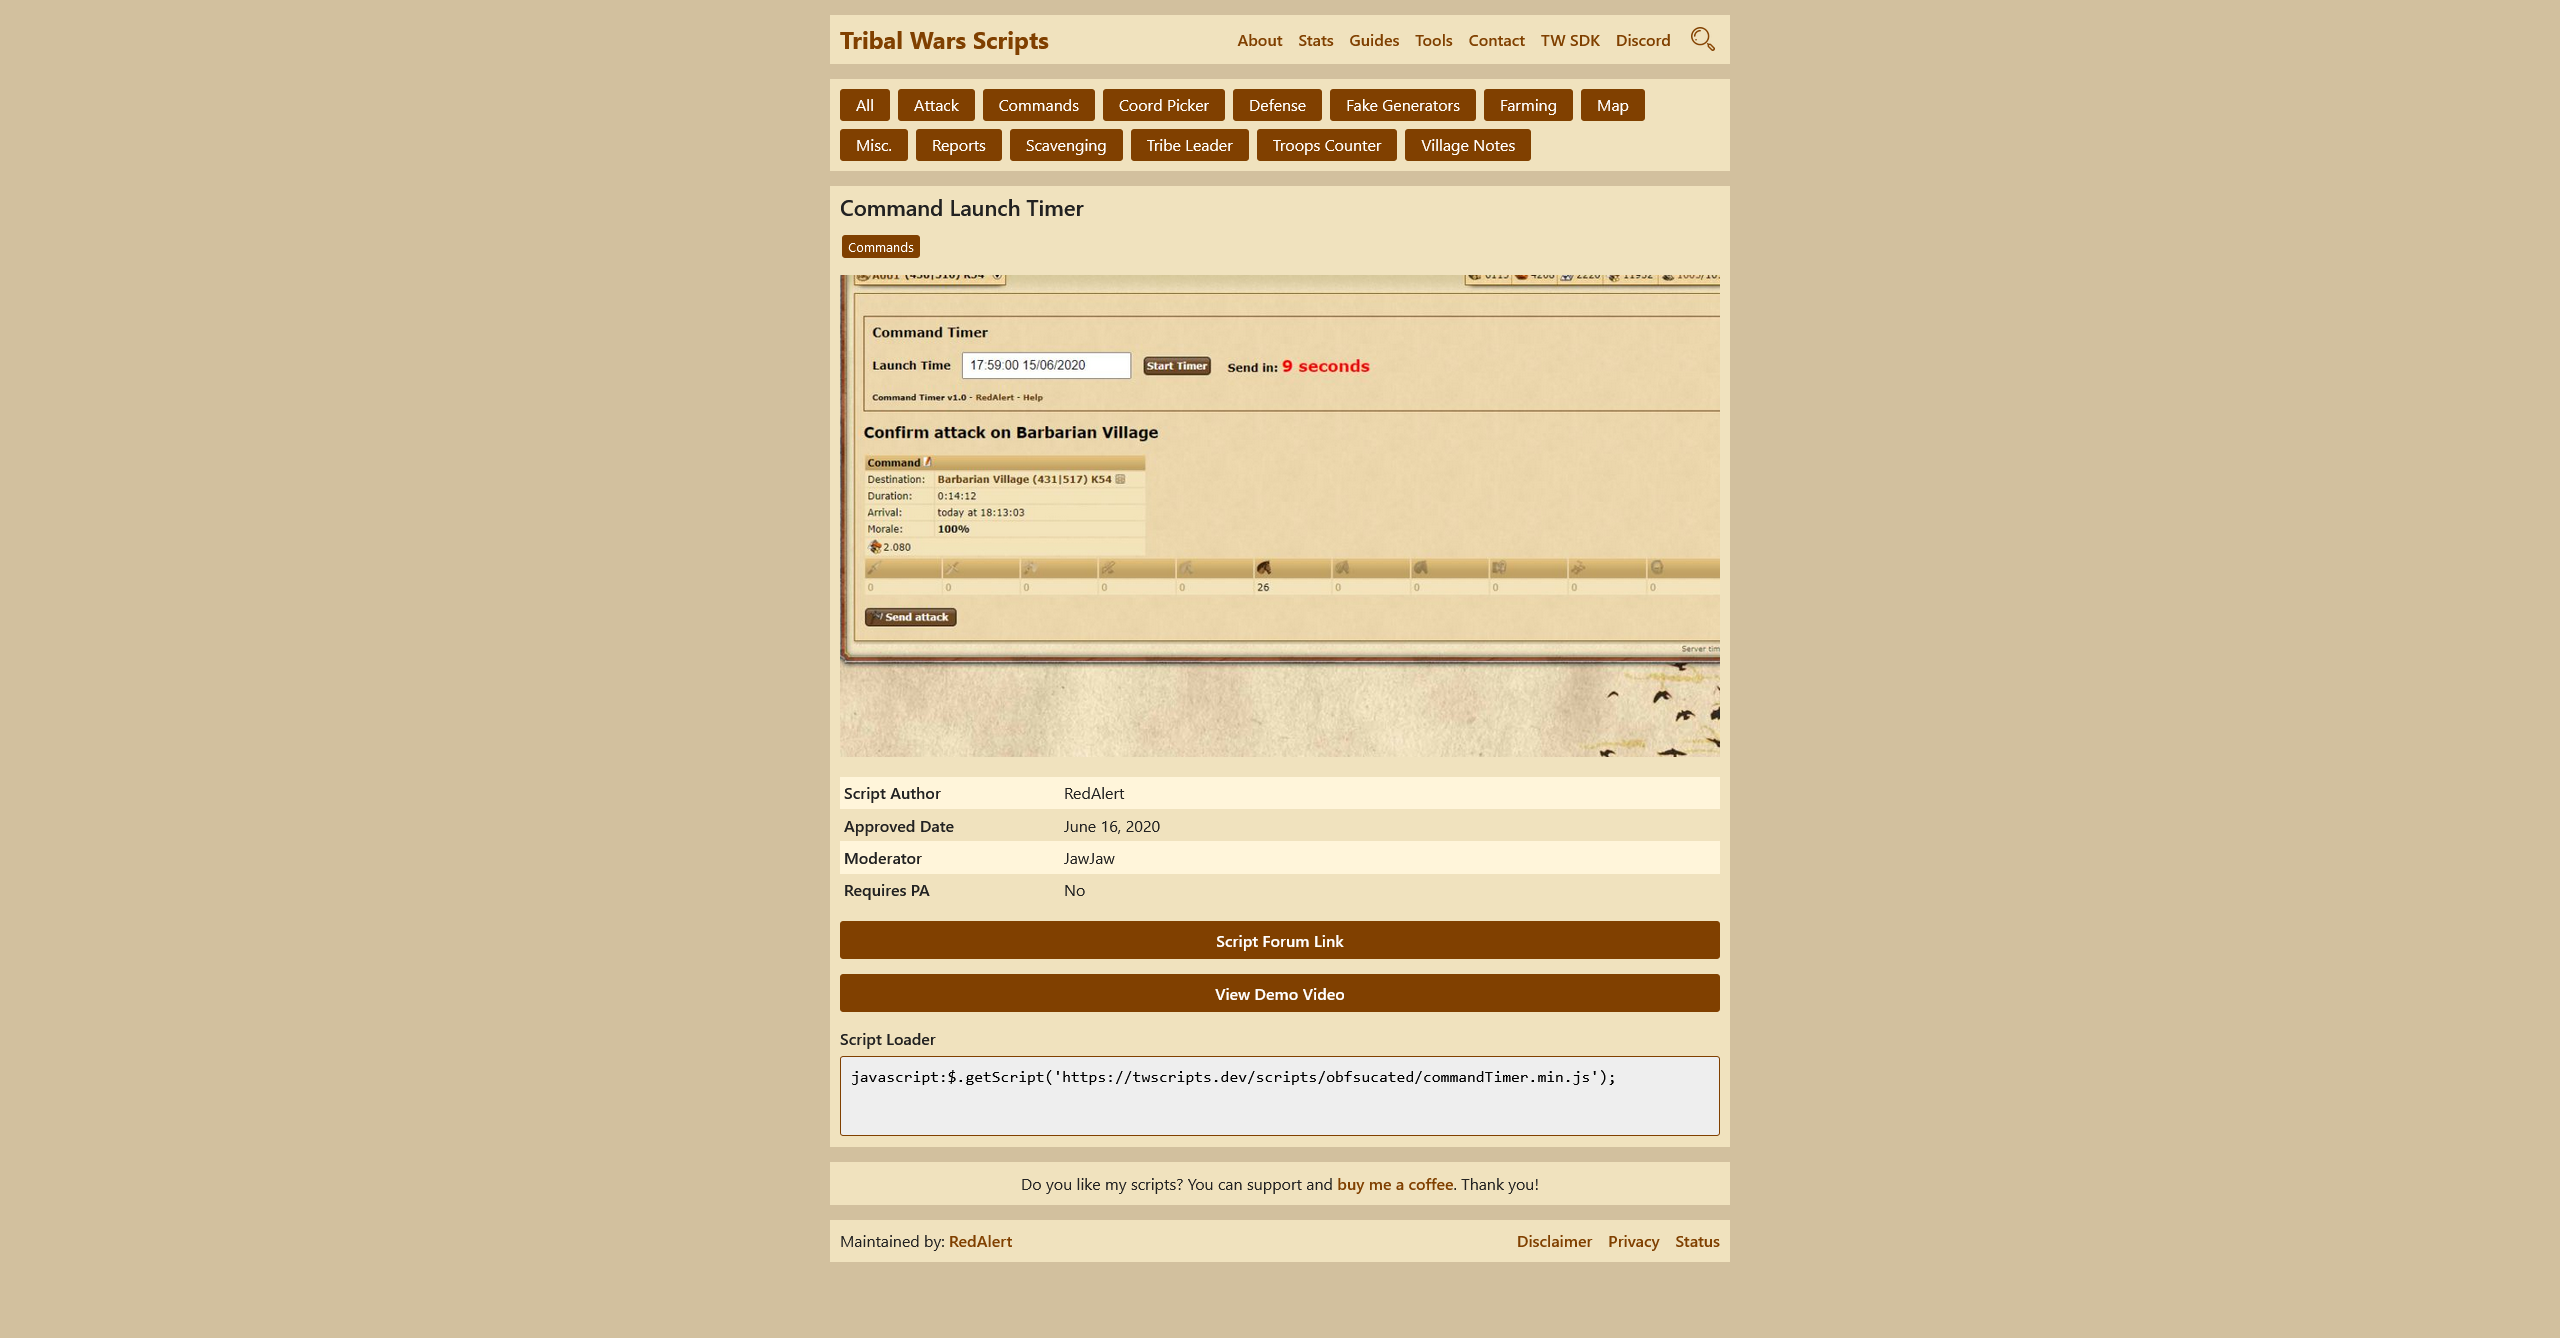 Tribal Wars Scripts
About Stats Guides Tools Contact TW SDK Discord
All Attack Commands Coord Picker Defense Fake Generators Farming Map
Misc. Reports Scavenging Tribe Leader Troops Counter Village Notes
Command Launch Timer
Commands
Command Timer
Launch Time 17:59:00 15/06/2020 Start Timer Send in: 9 seconds
Command Timer v1.0 - RedAlert - Help
Confirm attack on Barbarian Village
Command
Destination: Barbarian Village (431|517) K54
Duration: 0:14:12
Arrival: today at 18:13:03
Morale: 100%
2.080
0 0 0 0 0 26 0 0 0 0 0
Send attack
Script Author RedAlert
Approved Date June 16, 2020
Moderator JawJaw
Requires PA No
Script Forum Link
View Demo Video
Script Loader
javascript:$.getScript('https://twscripts.dev/scripts/obfsucated/commandTimer.min.js');
Do you like my scripts? You can support and buy me a coffee. Thank you!
Maintained by: RedAlert Disclaimer Privacy Status